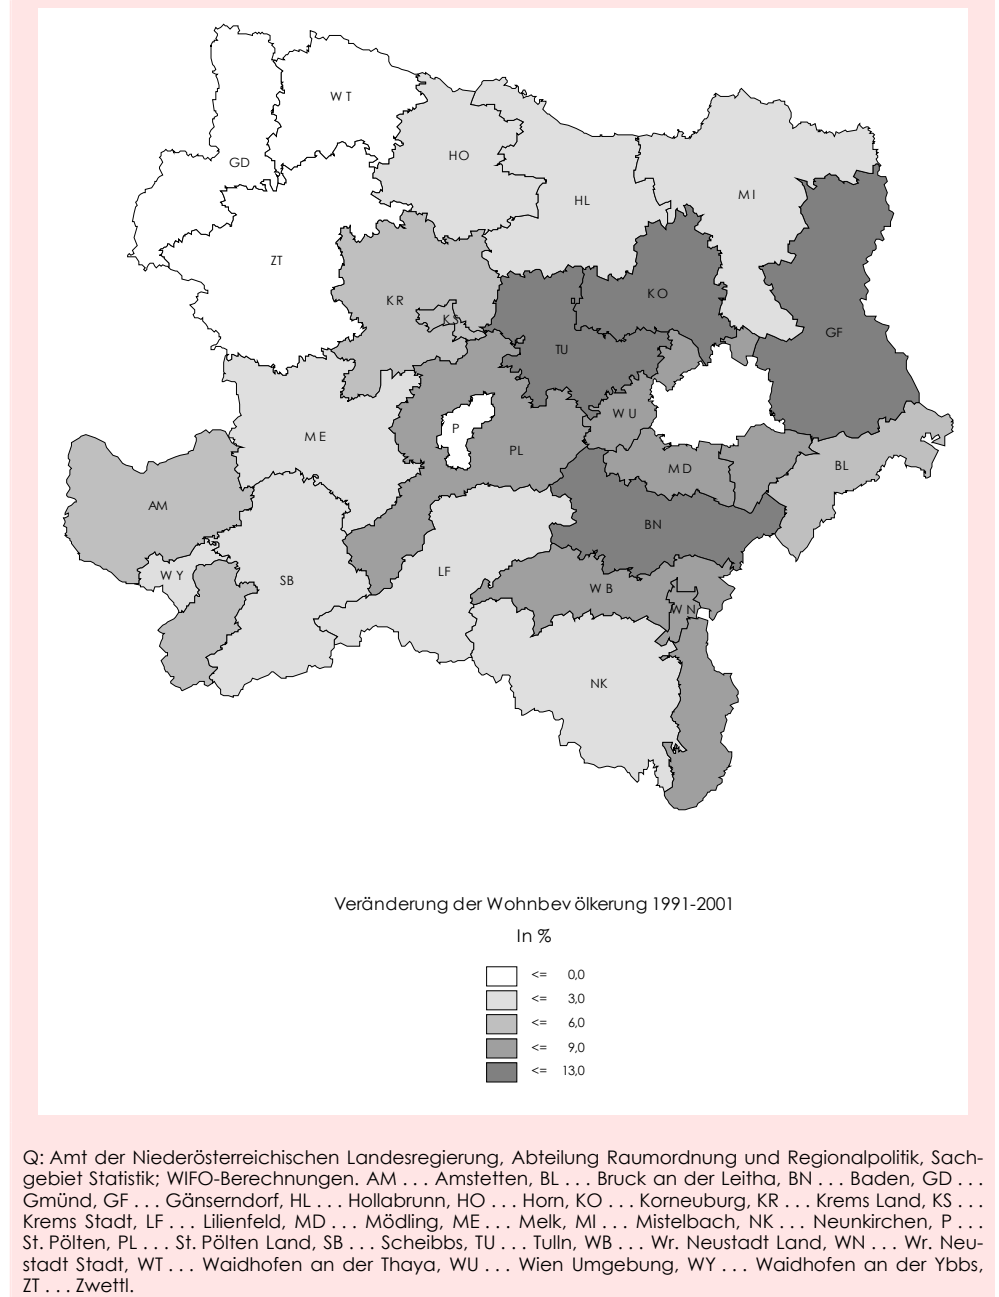 WT
GD
HO
HL
MI
ZT
KR
KS
KO
GF
TU
ME
P
WU
PL
MD
BL
AM
BN
WY
SB
LF
WB
WN
NK
Veränderung der Wohnbevölkerung 1991-2001
In %
<= 0,0
<= 3,0
<= 6,0
<= 9,0
<= 13,0
Q: Amt der Niederösterreichischen Landesregierung, Abteilung Raumordnung und Regionalpolitik, Sach-
gebiet Statistik; WIFO-Berechnungen. AM . . . Amstetten, BL . . . Bruck an der Leitha, BN . . . Baden, GD . . .
Gmünd, GF . . . Gänserndorf, HL . . . Hollabrunn, HO . . . Horn, KO . . . Korneuburg, KR . . . Krems Land, KS . . .
Krems Stadt, LF . . . Lilienfeld, MD . . . Mödling, ME . . . Melk, MI . . . Mistelbach, NK . . . Neunkirchen, P . . .
St. Pölten, PL . . . St. Pölten Land, SB . . . Scheibbs, TU . . . Tulln, WB . . . Wr. Neustadt Land, WN . . . Wr. Neu-
stadt Stadt, WT . . . Waidhofen an der Thaya, WU . . . Wien Umgebung, WY . . . Waidhofen an der Ybbs,
ZT . . . Zwettl.